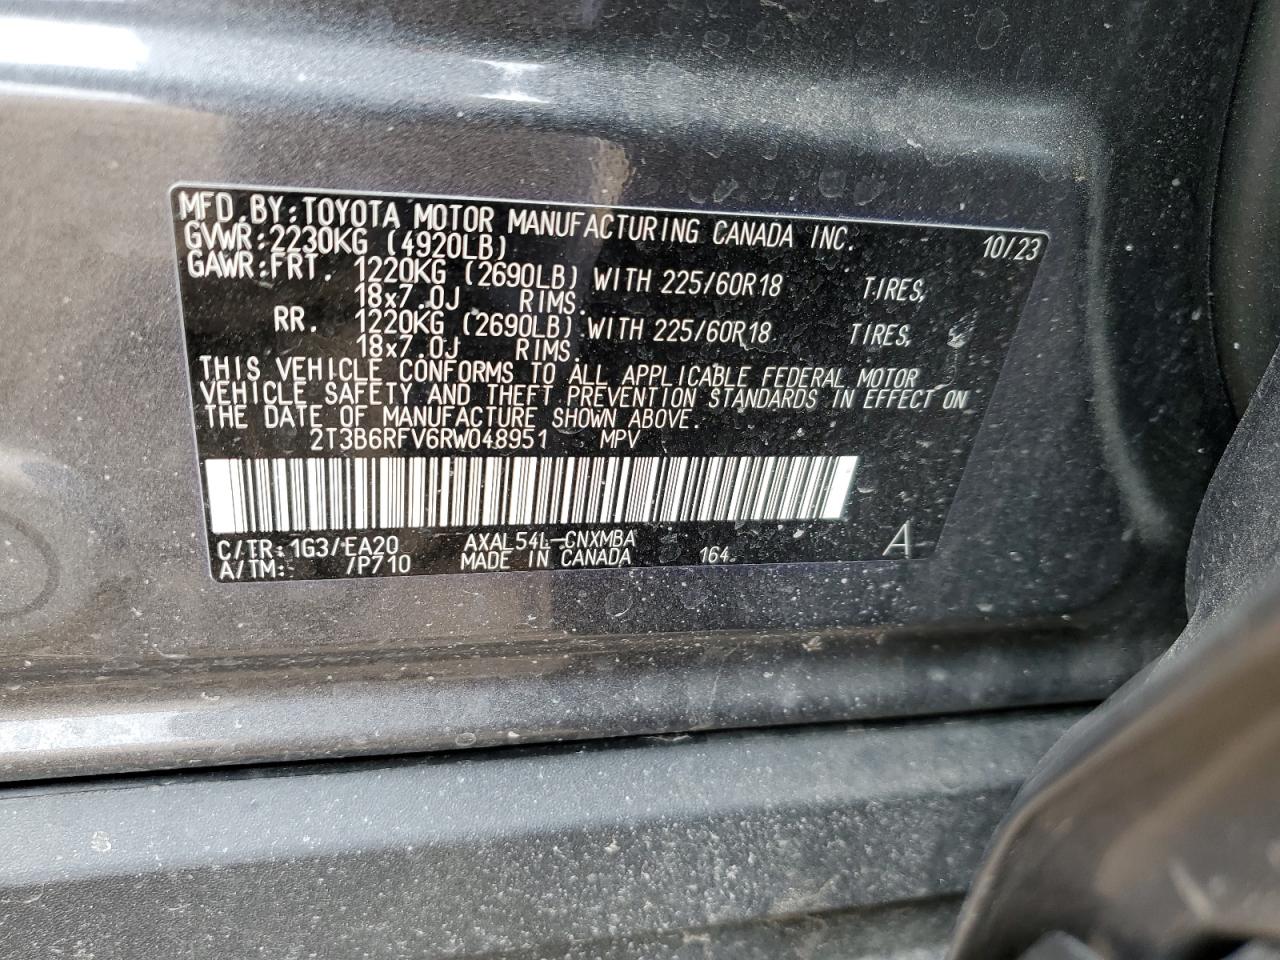 MFD.BY:TOYOTA MOTOR MANUFACTURING CANADA INC. 10/23
GVWR:2230KG (4920LB)
GAWR:FRT. 1220KG (2690LB) WITH 225/60R18 TIRES,
18x7.0J RIMS.
RR. 1220KG (2690LB) WITH 225/60R18 TIRES,
18x7.0J RIMS.
THIS VEHICLE CONFORMS TO ALL APPLICABLE FEDERAL MOTOR
VEHICLE SAFETY AND THEFT PREVENTION STANDARDS IN EFFECT ON
THE DATE OF MANUFACTURE SHOWN ABOVE.
2T3B6RFV6RW048951 MPV
C/TR:1G3/EA20 AXAL54L-CNXMBA A
A/TM: /P710 MADE IN CANADA 164